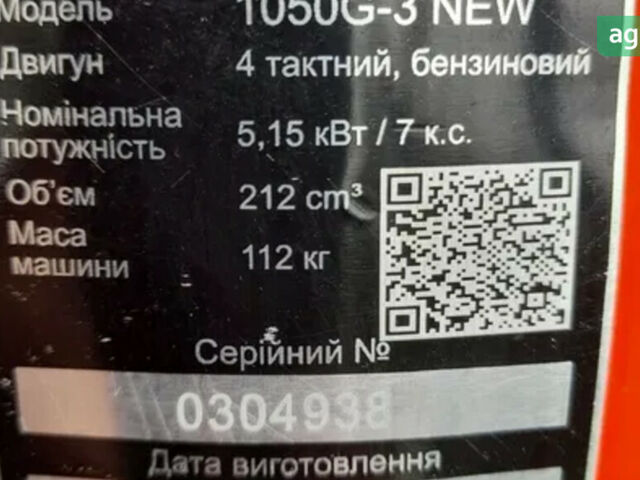 Модель 1050G-3 NEW
Двигун 4 тактний, бензиновий
Номінальна
потужність 5,15 кВт / 7 к.с.
Об'єм 212 cm³
Маса
машини 112 кг
Серійний №
0304938
Дата виготовлення
ag